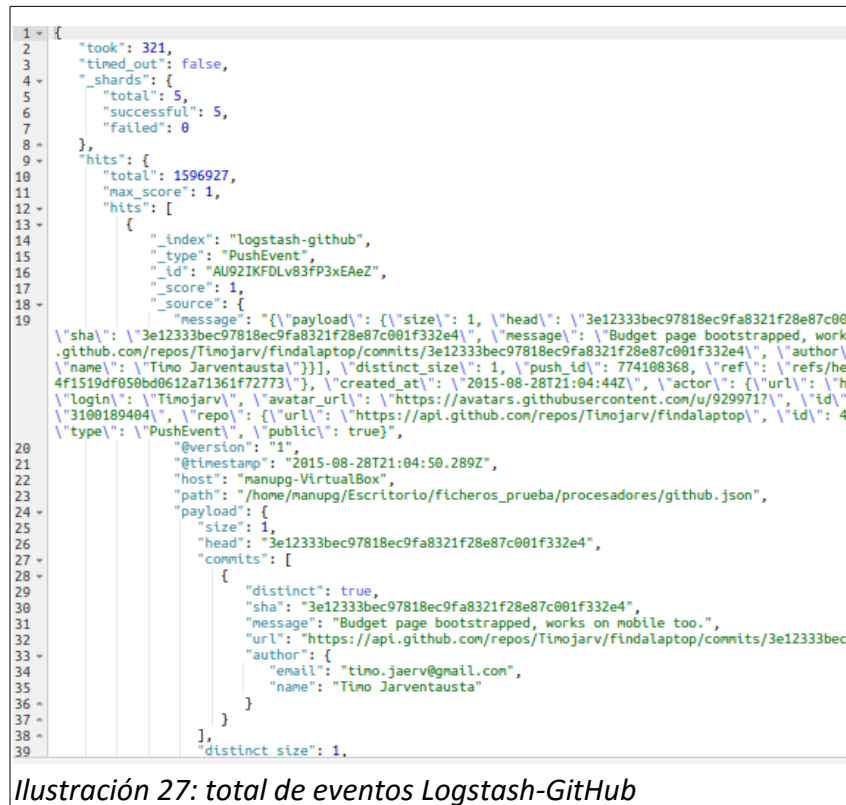 1 {
2 "took": 321,
3 "timed_out": false,
4 "_shards": {
5 "total": 5,
6 "successful": 5,
7 "failed": 0
8 },
9 "hits": {
10 "total": 1596927,
11 "max_score": 1,
12 "hits": [
13 {
14 "_index": "logstash-github",
15 "_type": "PushEvent",
16 "_id": "AU92IKFDLv83fP3xEAeZ",
17 "_score": 1,
18 "_source": {
19 "message": "{\"payload\": {\"size\": 1, \"head\": \"3e12333bec97818ec9fa8321f28e87c00
\"sha\": \"3e12333bec97818ec9fa8321f28e87c001f332e4\", \"message\": \"Budget page bootstrapped, work
.github.com/repos/Timojarv/findalaptop/commits/3e12333bec97818ec9fa8321f28e87c001f332e4\", \"author\
\"name\": \"Timo Jarventausta\"}}], \"distinct_size\": 1, \"push_id\": 774108368, \"ref\": \"refs/he
4f1519df050bd0612a71361f72773\"}, \"created_at\": \"2015-08-28T21:04:44Z\", \"actor\": {\"url\": \"h
\"login\": \"Timojarv\", \"avatar_url\": \"https://avatars.githubusercontent.com/u/929971?\", \"id\"
\"3100189404\", \"repo\": {\"url\": \"https://api.github.com/repos/Timojarv/findalaptop\", \"id\": 4
\"type\": \"PushEvent\", \"public\": true}",
20 "@version": "1",
21 "@timestamp": "2015-08-28T21:04:50.289Z",
22 "host": "manupg-VirtualBox",
23 "path": "/home/manupg/Escritorio/ficheros_prueba/procesadores/github.json",
24 "payload": {
25 "size": 1,
26 "head": "3e12333bec97818ec9fa8321f28e87c001f332e4",
27 "commits": [
28 {
29 "distinct": true,
30 "sha": "3e12333bec97818ec9fa8321f28e87c001f332e4",
31 "message": "Budget page bootstrapped, works on mobile too.",
32 "url": "https://api.github.com/repos/Timojarv/findalaptop/commits/3e12333bec
33 "author": {
34 "email": "timo.jaerv@gmail.com",
35 "name": "Timo Jarventausta"
36 }
37 }
38 ],
39 "distinct_size": 1,
Ilustración 27: total de eventos Logstash-GitHub